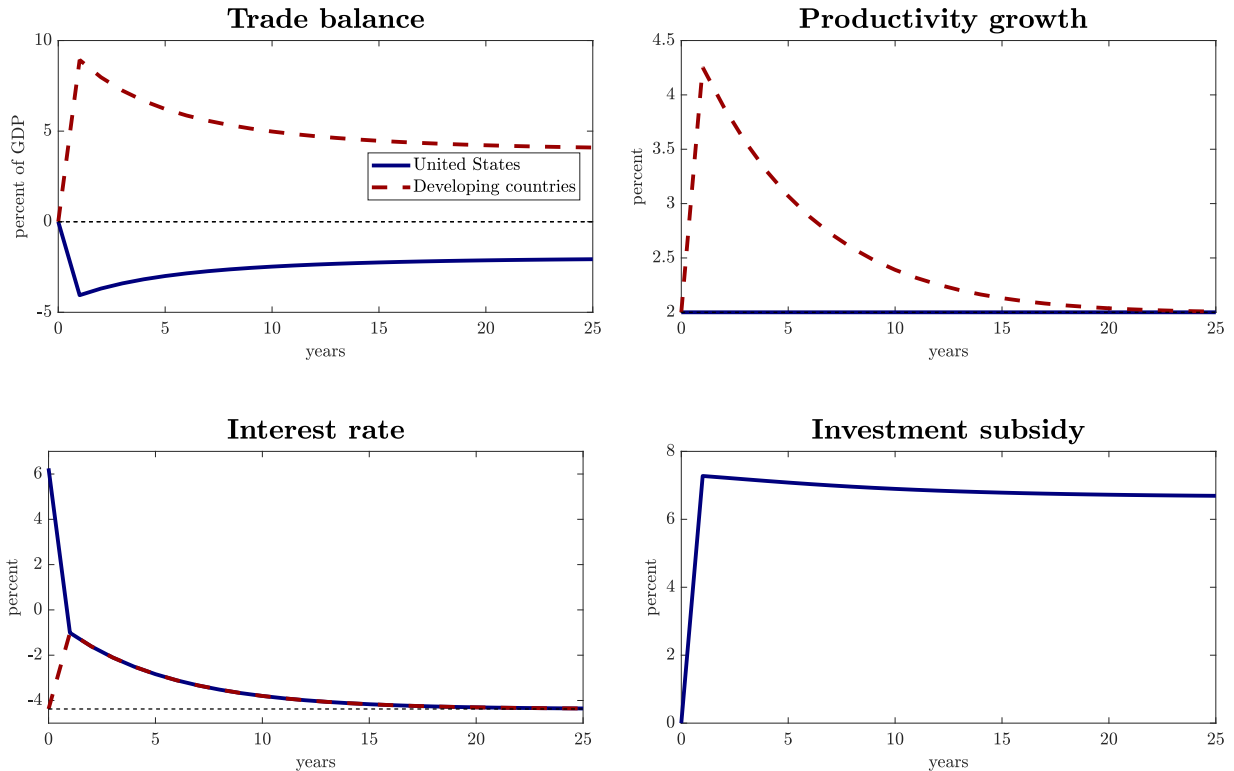 Trade balance
10
5
0
-5
percent of GDP
United States
Developing countries
0 5 10 15 20 25
years
Productivity growth
4.5
4
3.5
3
2.5
2
percent
0 5 10 15 20 25
years
Interest rate
6
4
2
0
-2
-4
percent
0 5 10 15 20 25
years
Investment subsidy
8
6
4
2
0
percent
0 5 10 15 20 25
years